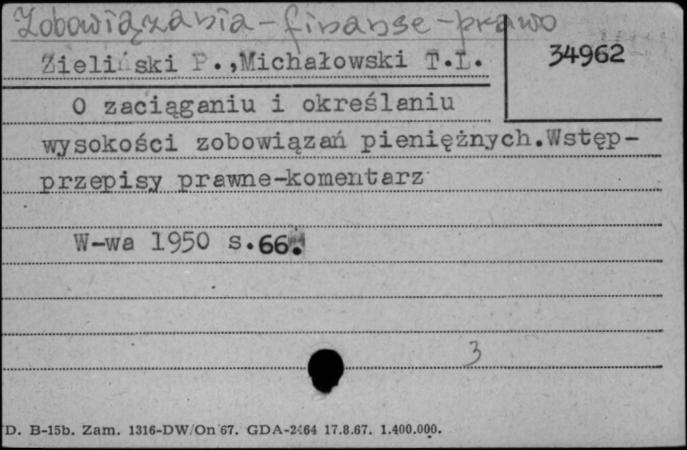 Zobowiązania - finanse - prawo
Zieliński P.,Michałowski T.L.
34962
O zaciąganiu i określaniu
wysokości zobowiązań pieniężnych.Wstęp-
przepisy prawne-komentarz
W-wa 1950 s.66.
3
D. B-15b. Zam. 1316-DW/On 67. GDA-2464 17.8.67. 1.400.000.